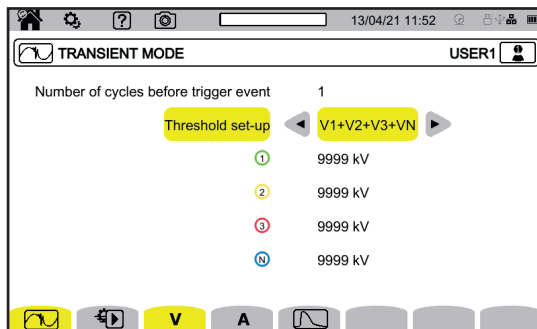 ? 13/04/21 11:52
TRANSIENT MODE USER1
Number of cycles before trigger event 1
Threshold set-up V1+V2+V3+VN
1 9999 kV
2 9999 kV
3 9999 kV
N 9999 kV
V A